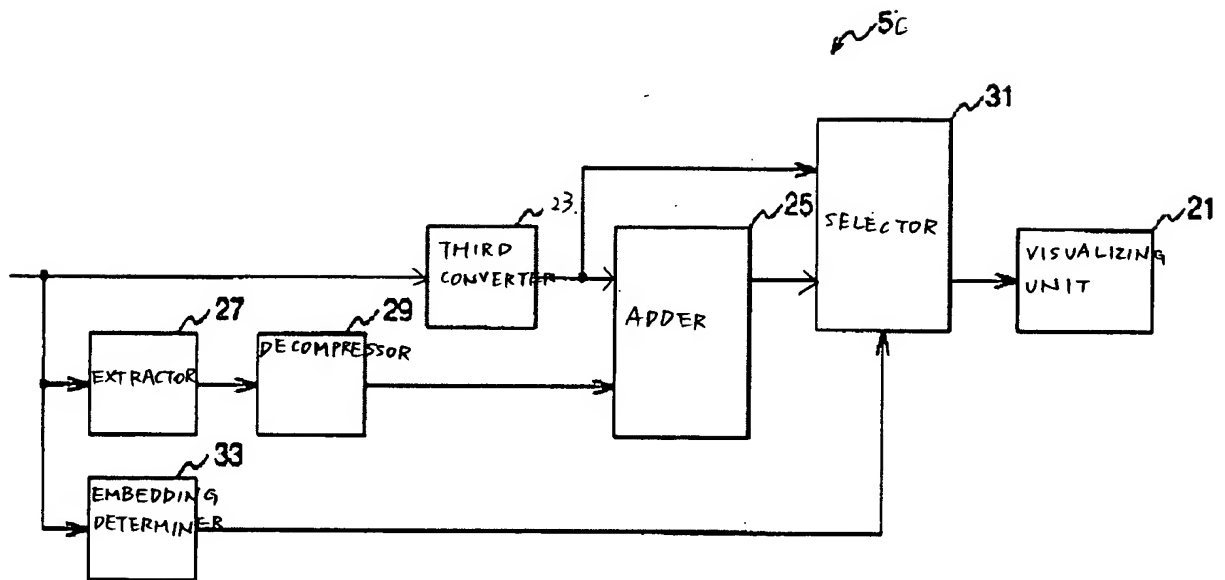 5C
31
SELECTOR
23.
THIRD
CONVERTER
25
ADDER
21
VISUALIZING
UNIT
27
EXTRACTOR
29
DECOMPRESSOR
33
EMBEDDING
DETERMINER